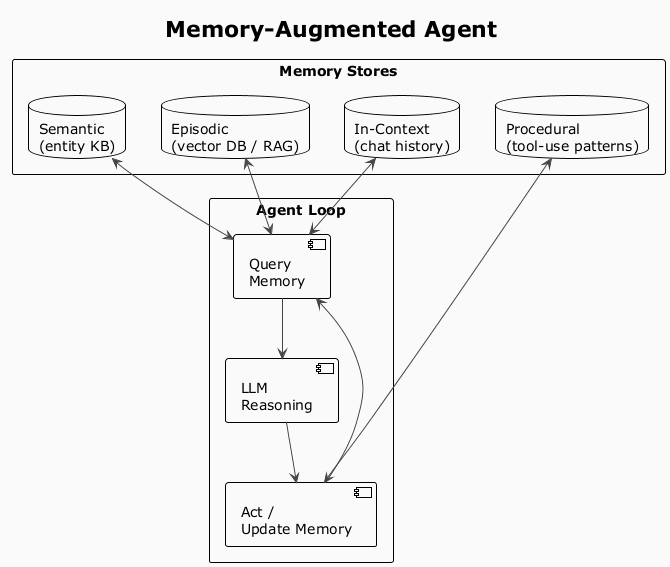 Memory-Augmented Agent
Memory Stores
Semantic
(entity KB)
Episodic
(vector DB / RAG)
In-Context
(chat history)
Procedural
(tool-use patterns)
Agent Loop
Query
Memory
LLM
Reasoning
Act /
Update Memory